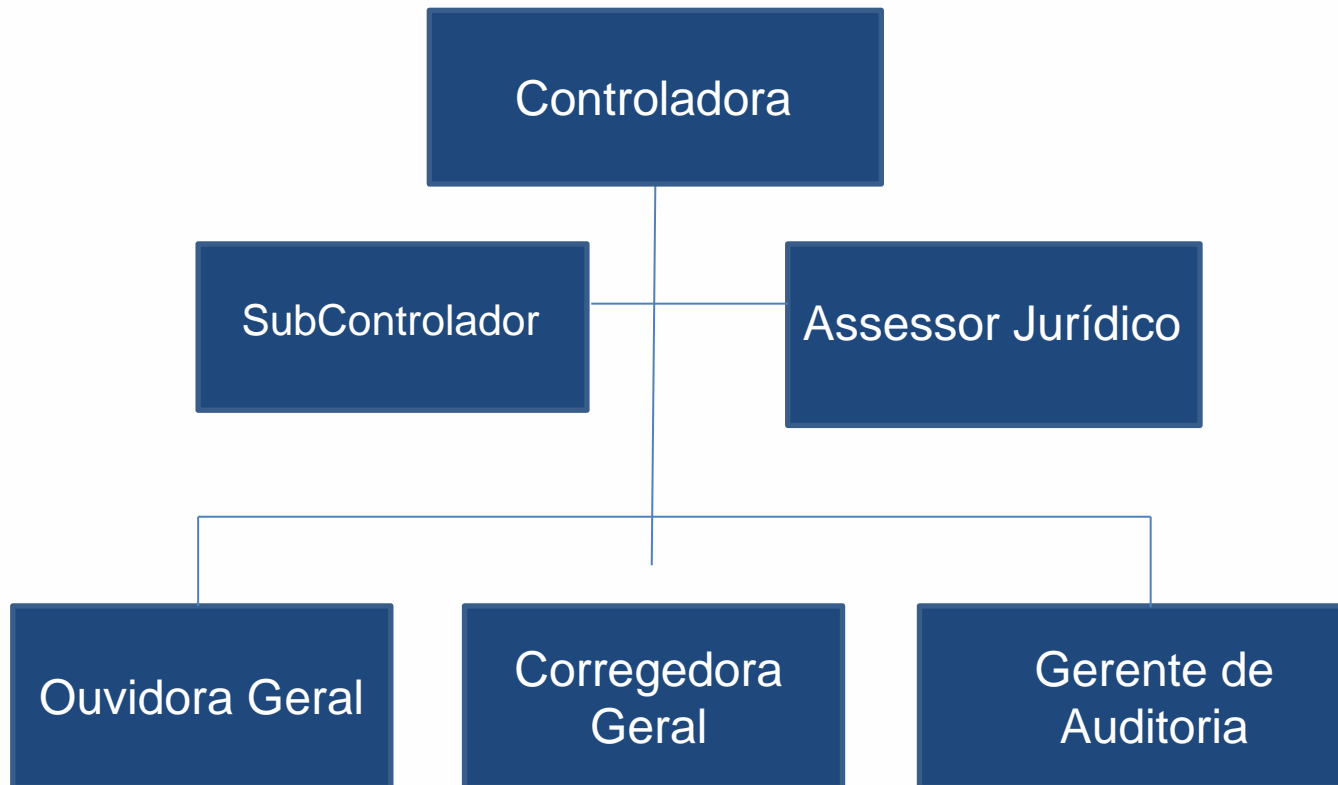 Controladora
SubControlador
Assessor Jurídico
Ouvidora Geral
Corregedora
Geral
Gerente de
Auditoria